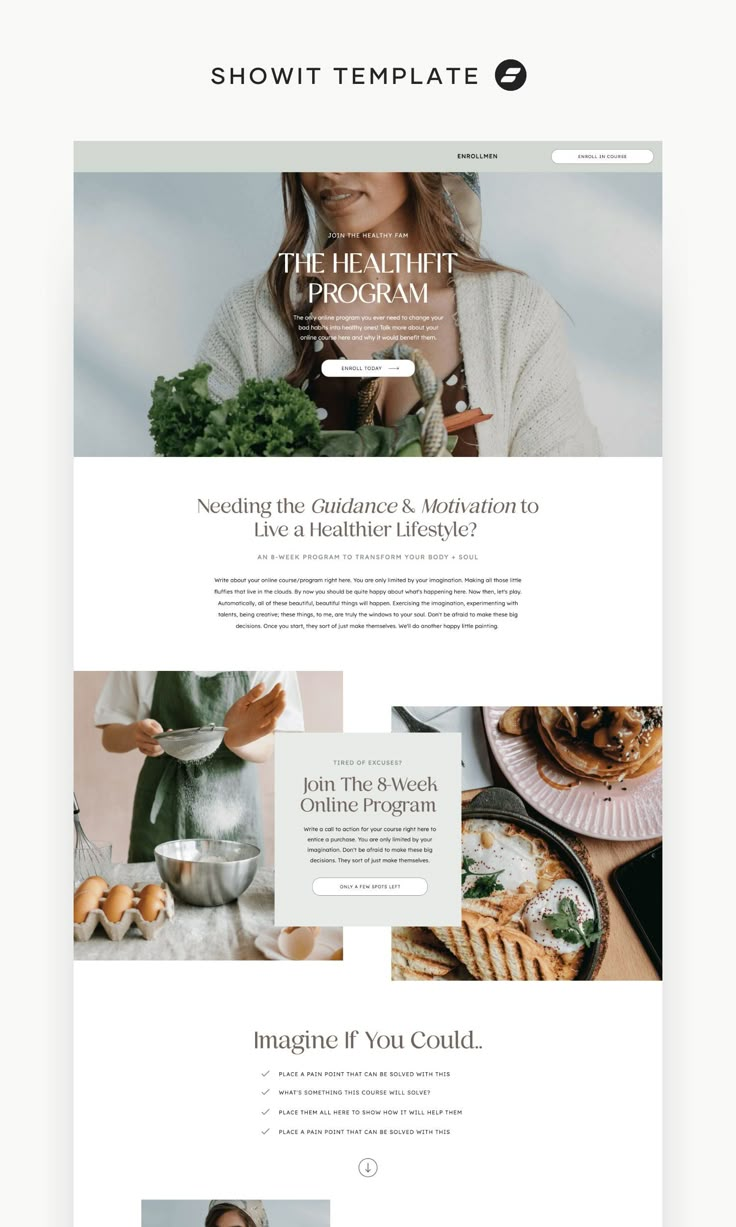 SHOWIT TEMPLATE
ENROLLMEN
ENROLL IN COURSE
JOIN THE HEALTHY FAM
THE HEALTHFIT
PROGRAM
The only online program you ever need to change your
bad habits into healthy ones! Talk more about your
online course here and why it would benefit them.
ENROLL TODAY
Needing the Guidance & Motivation to
Live a Healthier Lifestyle?
AN 8-WEEK PROGRAM TO TRANSFORM YOUR BODY + SOUL
Write about your online course/program right here. You are only limited by your imagination. Making all those little
fluffies that live in the clouds. By now you should be quite happy about what's happening here. Now then, let's play.
Automatically, all of these beautiful, beautiful things will happen. Exercising the imagination, experimenting with
talents, being creative; these things, to me, are truly the windows to your soul. Don't be afraid to make these big
decisions. Once you start, they sort of just make themselves. We'll do another happy little painting.
TIRED OF EXCUSES?
Join The 8-Week
Online Program
Write a call to action for your course right here to
entice a purchase. You are only limited by your
imagination. Don't be afraid to make these big
decisions. They sort of just make themselves.
ONLY A FEW SPOTS LEFT
Imagine If You Could..
PLACE A PAIN POINT THAT CAN BE SOLVED WITH THIS
WHAT'S SOMETHING THIS COURSE WILL SOLVE?
PLACE THEM ALL HERE TO SHOW HOW IT WILL HELP THEM
PLACE A PAIN POINT THAT CAN BE SOLVED WITH THIS